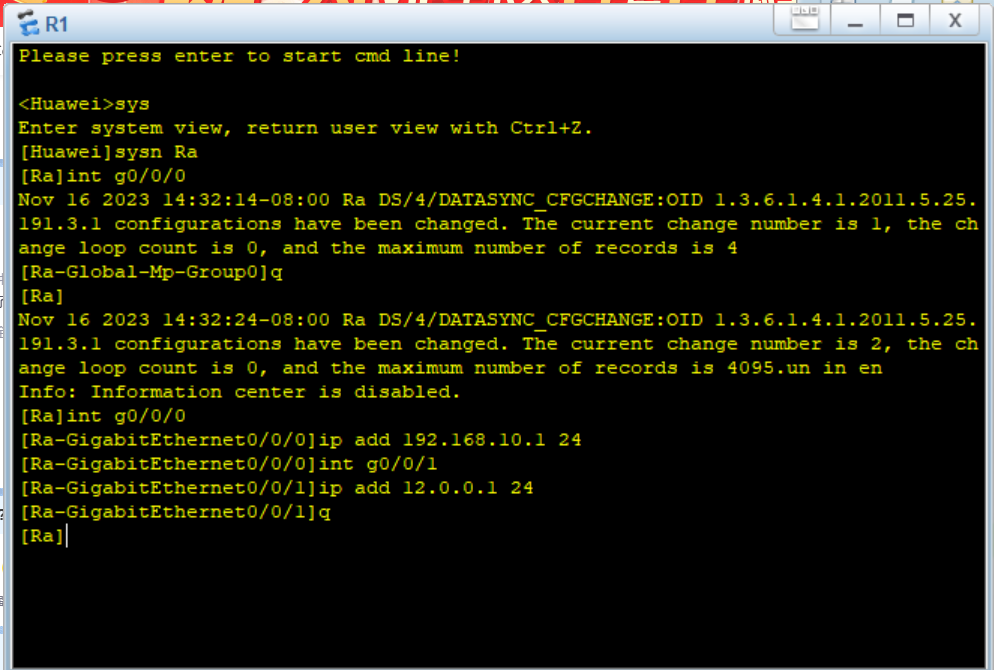 R1
Please press enter to start cmd line!
<Huawei>sys
Enter system view, return user view with Ctrl+Z.
[Huawei]sysn Ra
[Ra]int g0/0/0
Nov 16 2023 14:32:14-08:00 Ra DS/4/DATASYNC_CFGCHANGE:OID 1.3.6.1.4.1.2011.5.25.
191.3.1 configurations have been changed. The current change number is 1, the ch
ange loop count is 0, and the maximum number of records is 4
[Ra-Global-Mp-Group0]q
[Ra]
Nov 16 2023 14:32:24-08:00 Ra DS/4/DATASYNC_CFGCHANGE:OID 1.3.6.1.4.1.2011.5.25.
191.3.1 configurations have been changed. The current change number is 2, the ch
ange loop count is 0, and the maximum number of records is 4095.un in en
Info: Information center is disabled.
[Ra]int g0/0/0
[Ra-GigabitEthernet0/0/0]ip add 192.168.10.1 24
[Ra-GigabitEthernet0/0/0]int g0/0/1
[Ra-GigabitEthernet0/0/1]ip add 12.0.0.1 24
[Ra-GigabitEthernet0/0/1]q
[Ra]